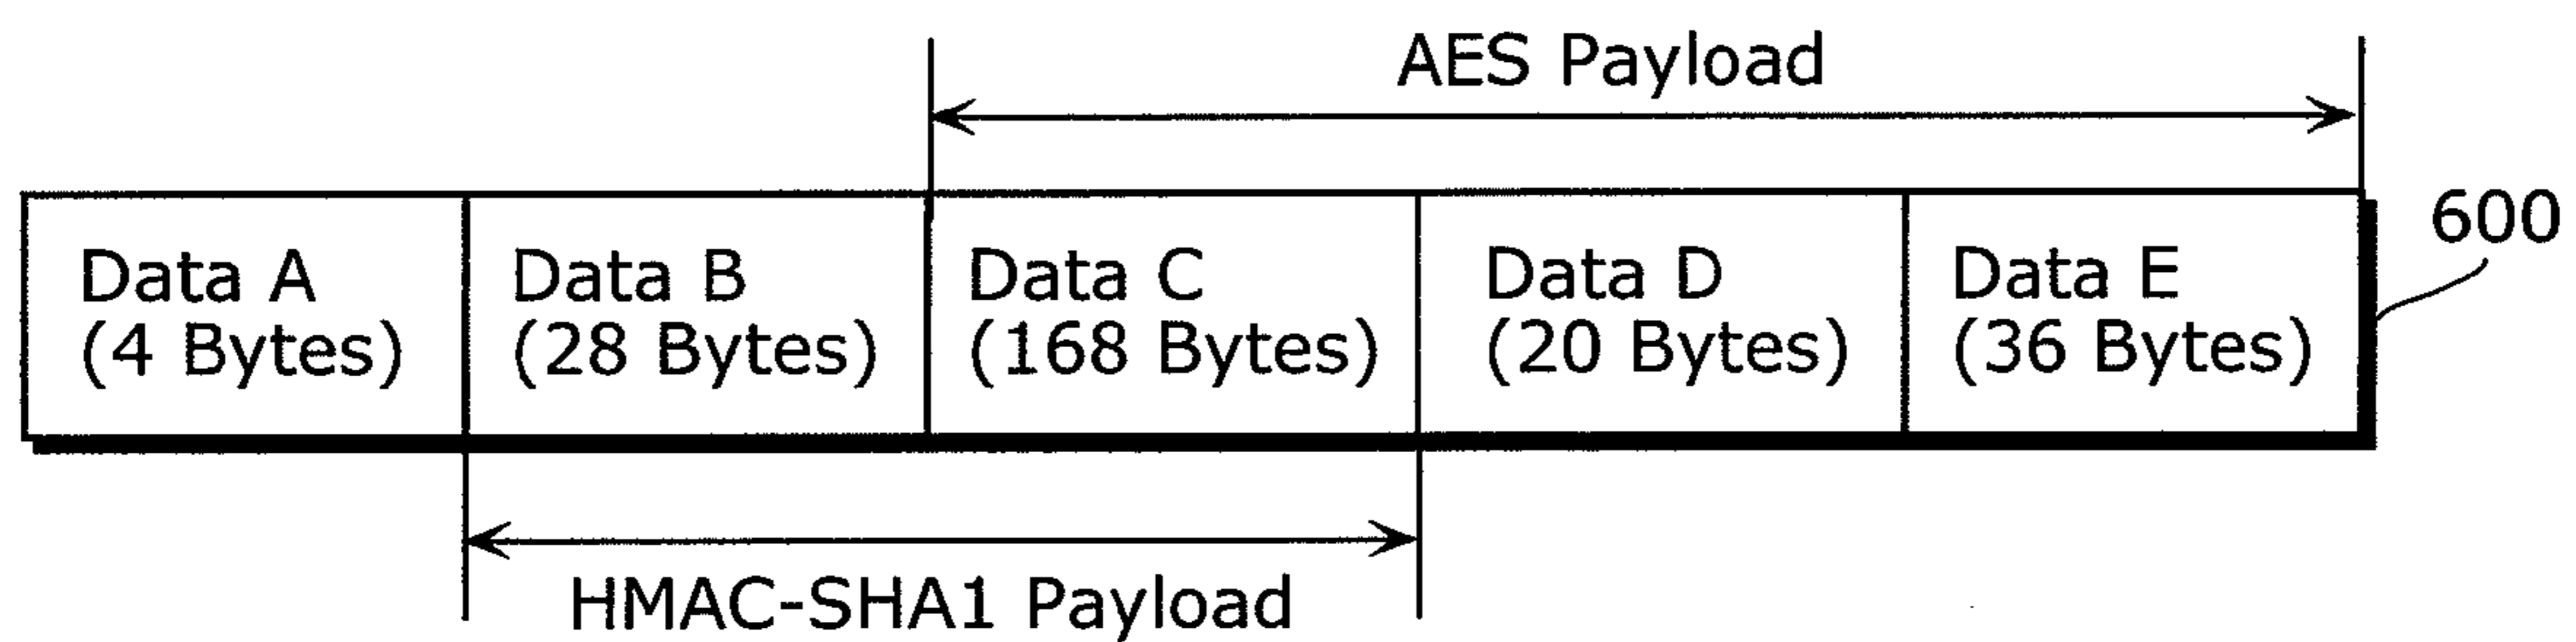 AES Payload
600
Data A
(4 Bytes)
Data B
(28 Bytes)
Data C
(168 Bytes)
Data D
(20 Bytes)
Data E
(36 Bytes)
HMAC-SHA1 Payload